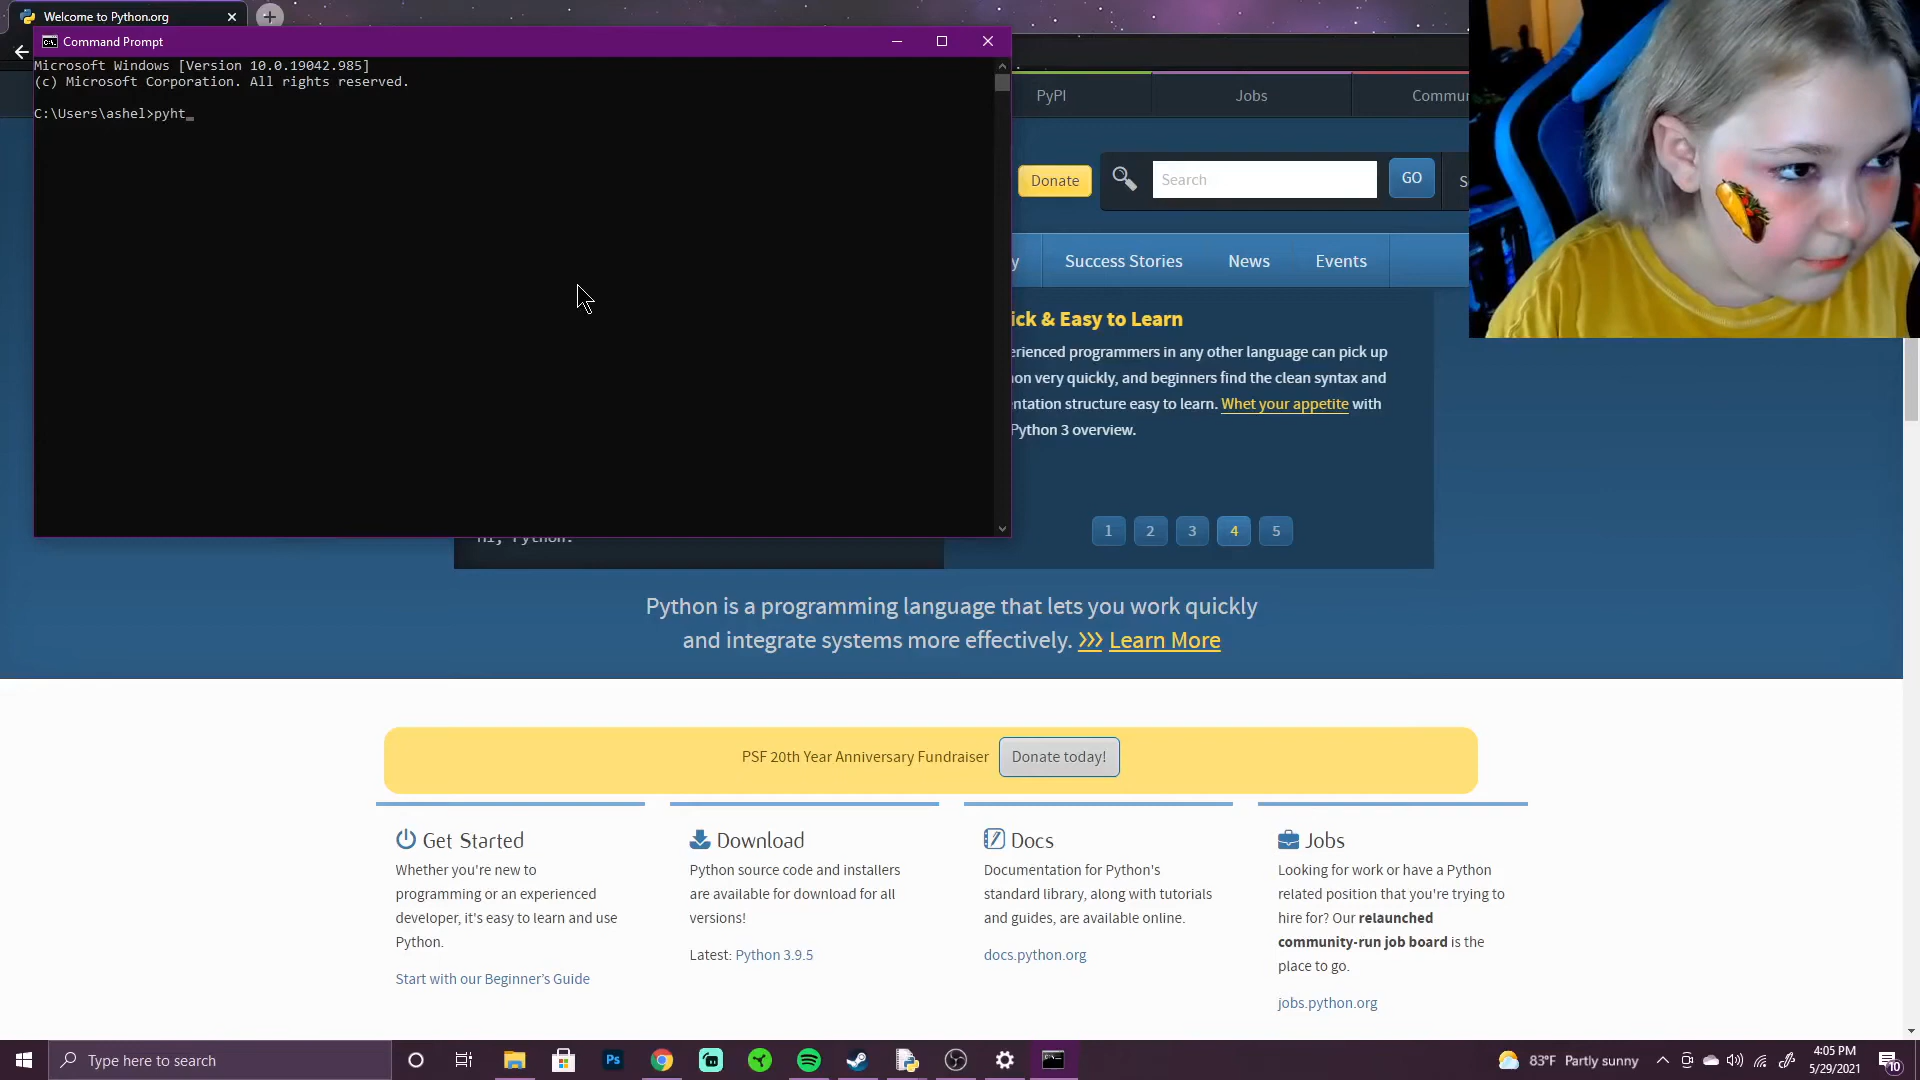 Welcome to Python.org
Command Prompt
Microsoft Windows [Version 10.0.19042.985]
(c) Microsoft Corporation. All rights reserved.
C:\Users\ashel>pyht_
PyPI
Jobs
Commu
Donate
Search
GO
S
y
Success Stories
News
Events
ick & Easy to Learn
erienced programmers in any other language can pick up
on very quickly, and beginners find the clean syntax and
entation structure easy to learn. Whet your appetite with
Python 3 overview.
Hi, Python!
1
2
3
4
5
Python is a programming language that lets you work quickly
and integrate systems more effectively. >>> Learn More
PSF 20th Year Anniversary Fundraiser
Donate today!
Get Started
Whether you're new to
programming or an experienced
developer, it's easy to learn and use
Python.
Start with our Beginner's Guide
Download
Python source code and installers
are available for download for all
versions!
Latest: Python 3.9.5
Docs
Documentation for Python's
standard library, along with tutorials
and guides, are available online.
docs.python.org
Jobs
Looking for work or have a Python
related position that you're trying to
hire for? Our relaunched
community-run job board is the
place to go.
jobs.python.org
Type here to search
Ps
83°F Partly sunny
4:05 PM
5/29/2021
10